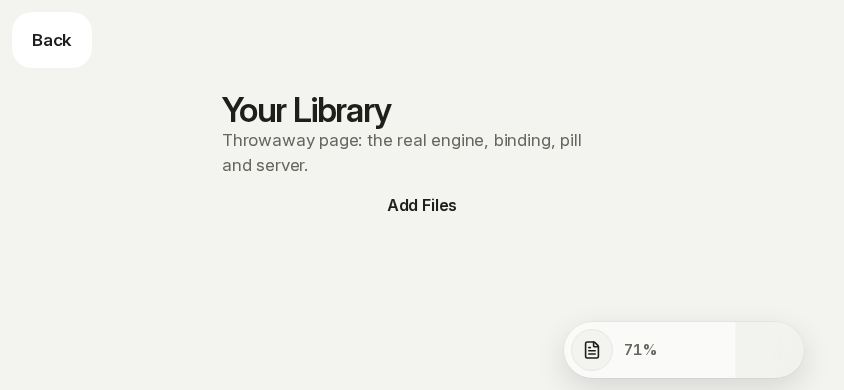 Back
Your Library
Throwaway page: the real engine, binding, pill
and server.
Add Files
71%